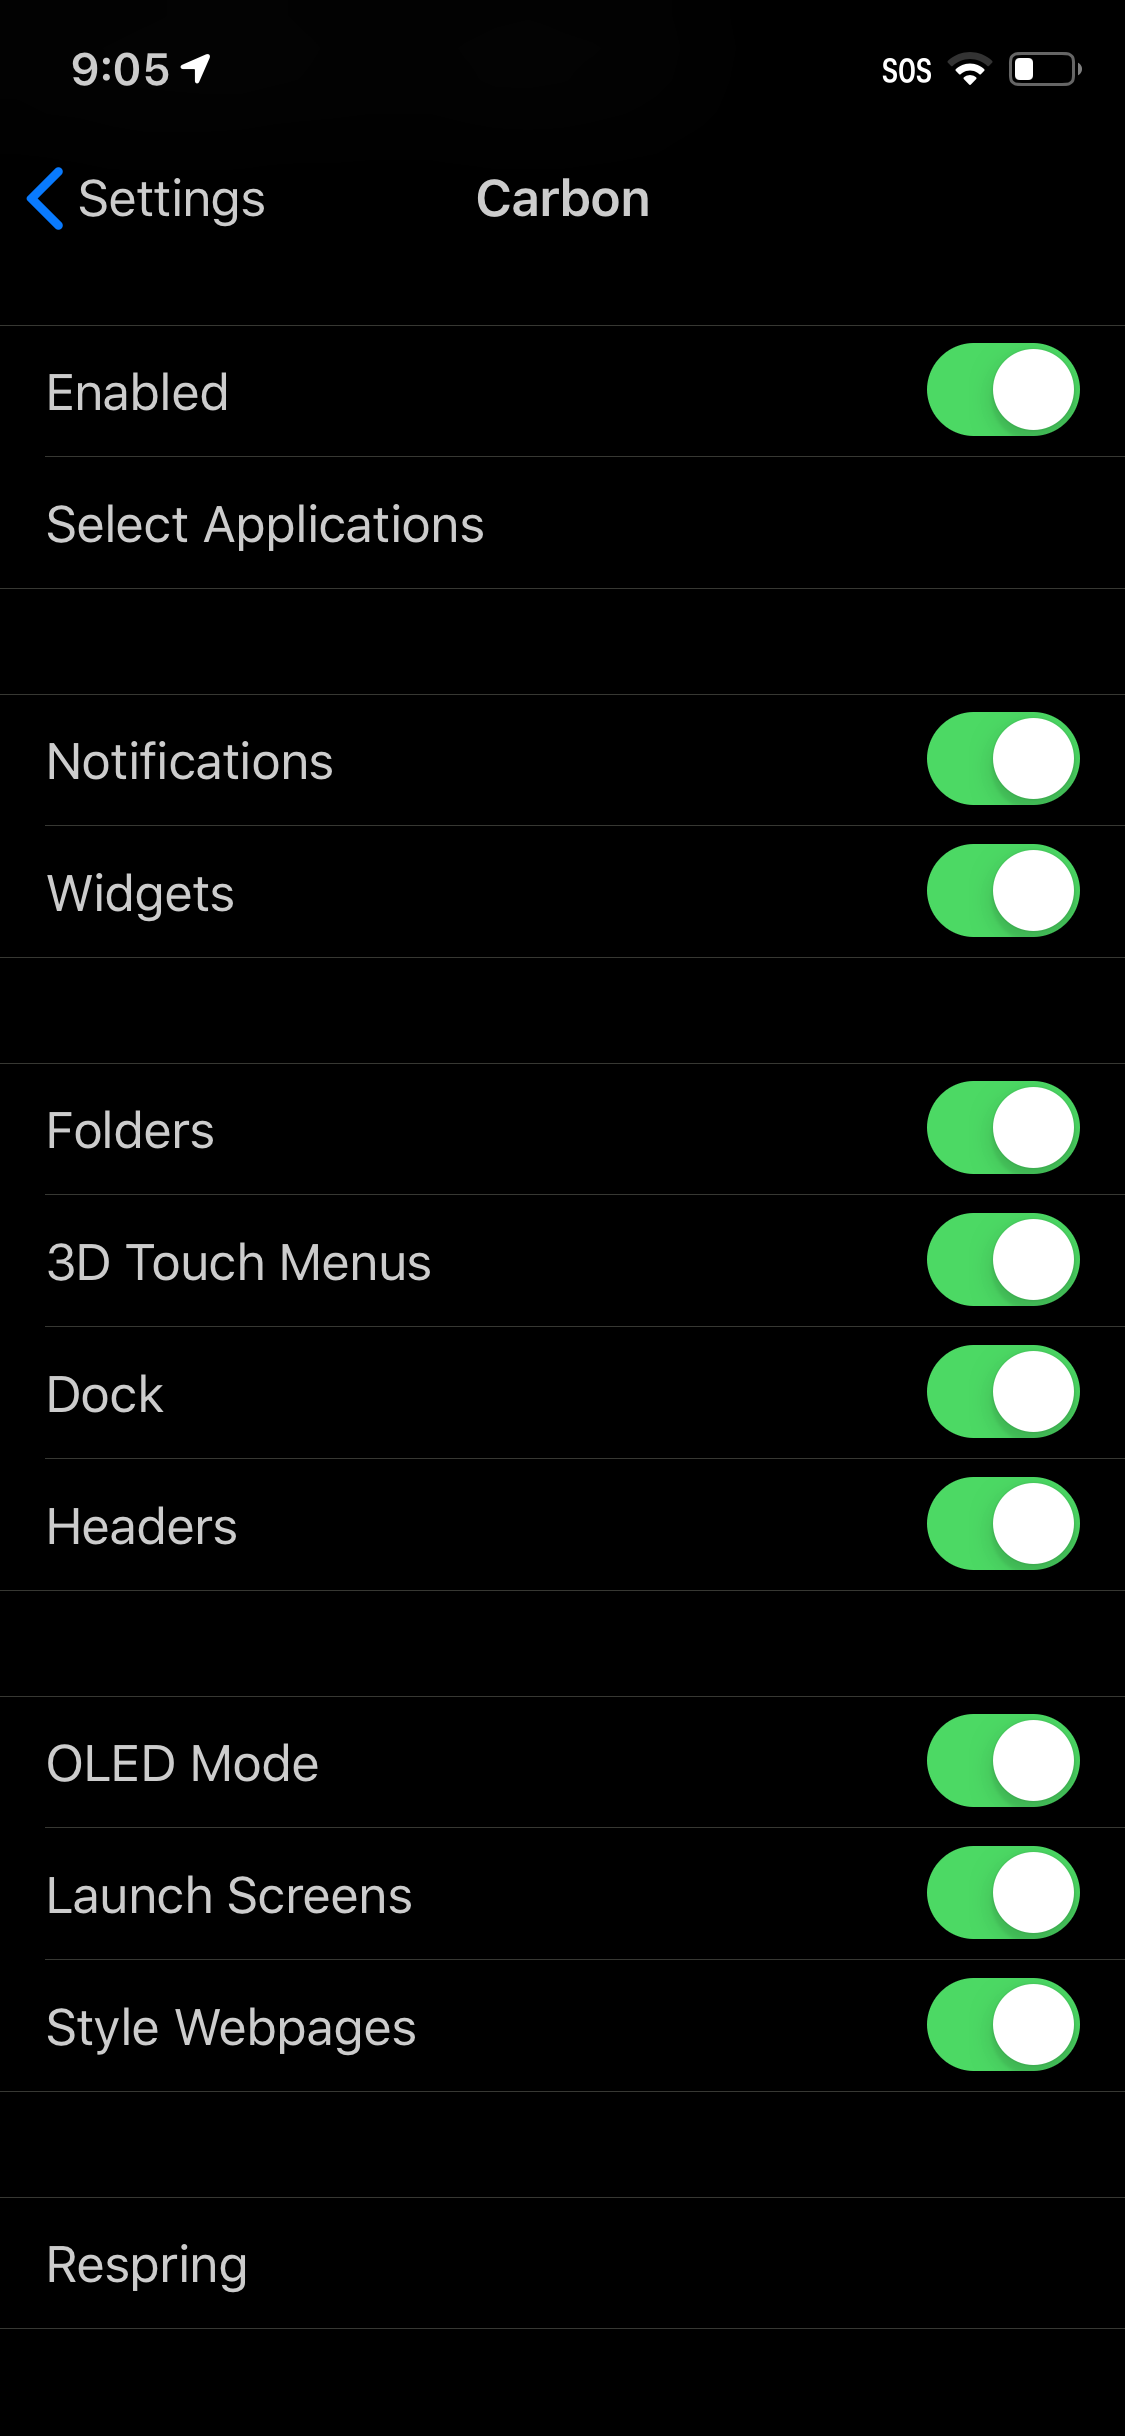 9:05 SOS
Settings Carbon
Enabled
Select Applications
Notifications
Widgets
Folders
3D Touch Menus
Dock
Headers
OLED Mode
Launch Screens
Style Webpages
Respring